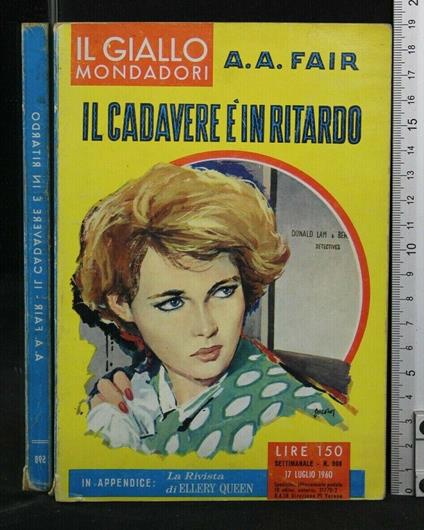 IL GIALLO
MONDADORI
A.A. FAIR
IL CADAVERE È IN RITARDO
DONALD LAM & BER
DETECTIVES
LIRE 150
SETTIMANALE - N. 598
17 LUGLIO 1960
IN APPENDICE:
La Rivista
di ELLERY QUEEN
A. A. FAIR - IL CADAVERE È IN RITARDO
598